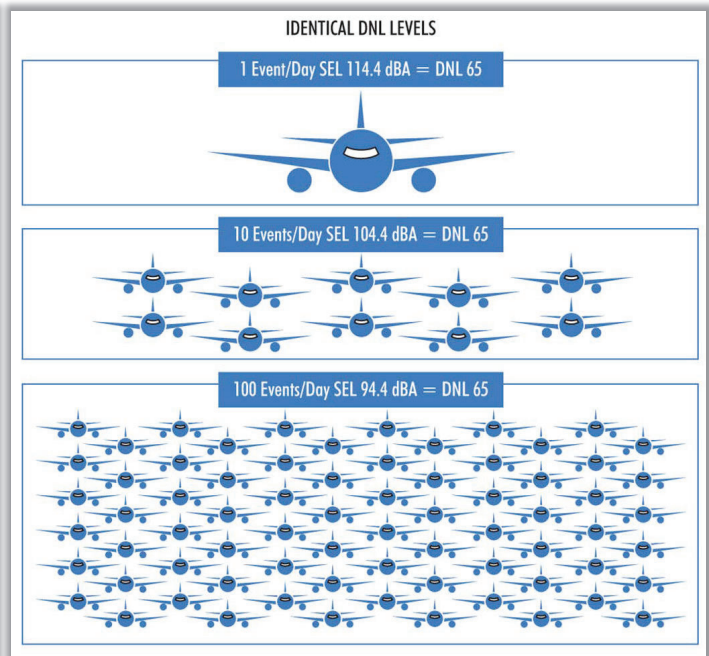 IDENTICAL DNL LEVELS
1 Event/Day SEL 114.4 dBA = DNL 65
10 Events/Day SEL 104.4 dBA = DNL 65
100 Events/Day SEL 94.4 dBA = DNL 65